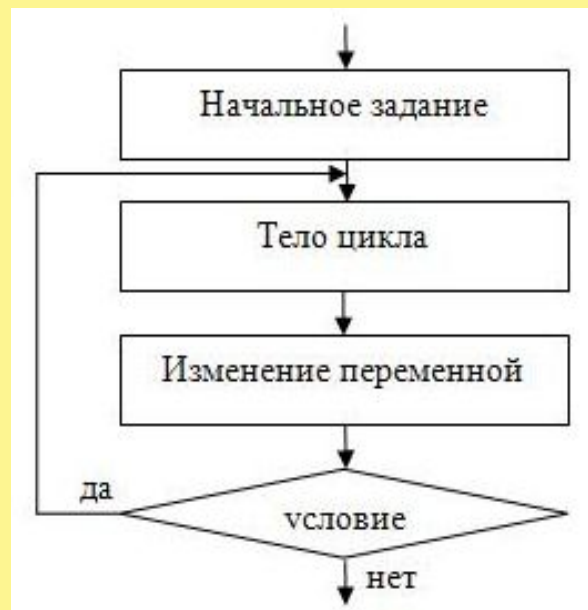 Начальное задание
Тело цикла
Изменение переменной
да
условие
нет